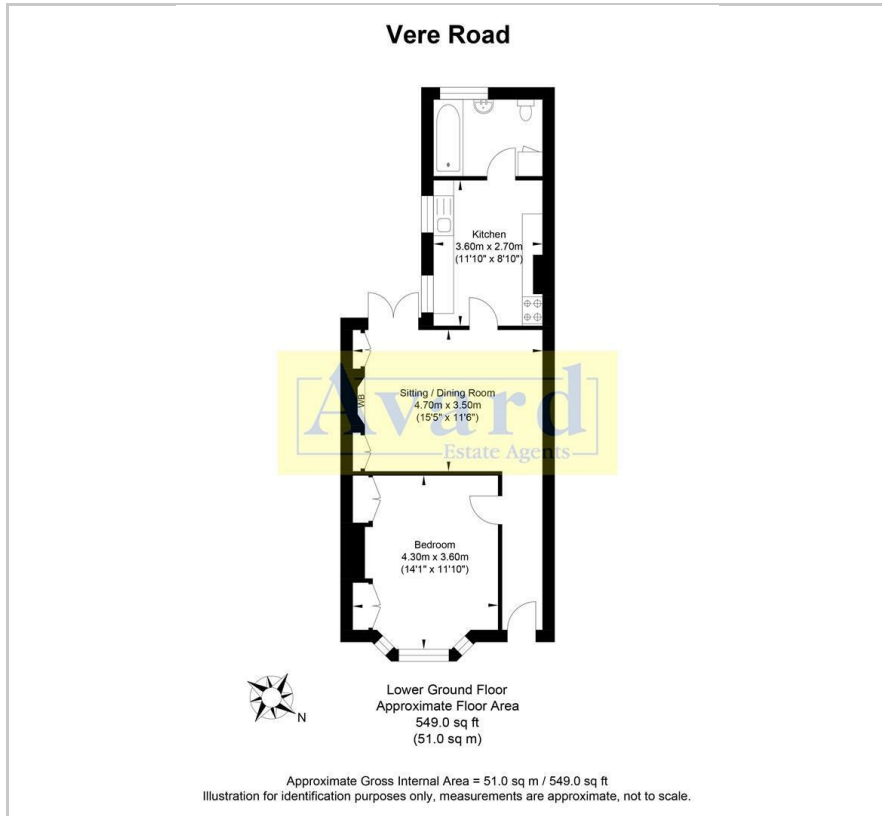 Vere Road
Kitchen
3.60m x 2.70m
(11'10" x 8'10")
Sitting / Dining Room
4.70m x 3.50m
(15'5" x 11'6")
WB
Avard
Estate Agents
Bedroom
4.30m x 3.60m
(14'1" x 11'10")
N
Lower Ground Floor
Approximate Floor Area
549.0 sq ft
(51.0 sq m)
Approximate Gross Internal Area = 51.0 sq m / 549.0 sq ft
Illustration for identification purposes only, measurements are approximate, not to scale.